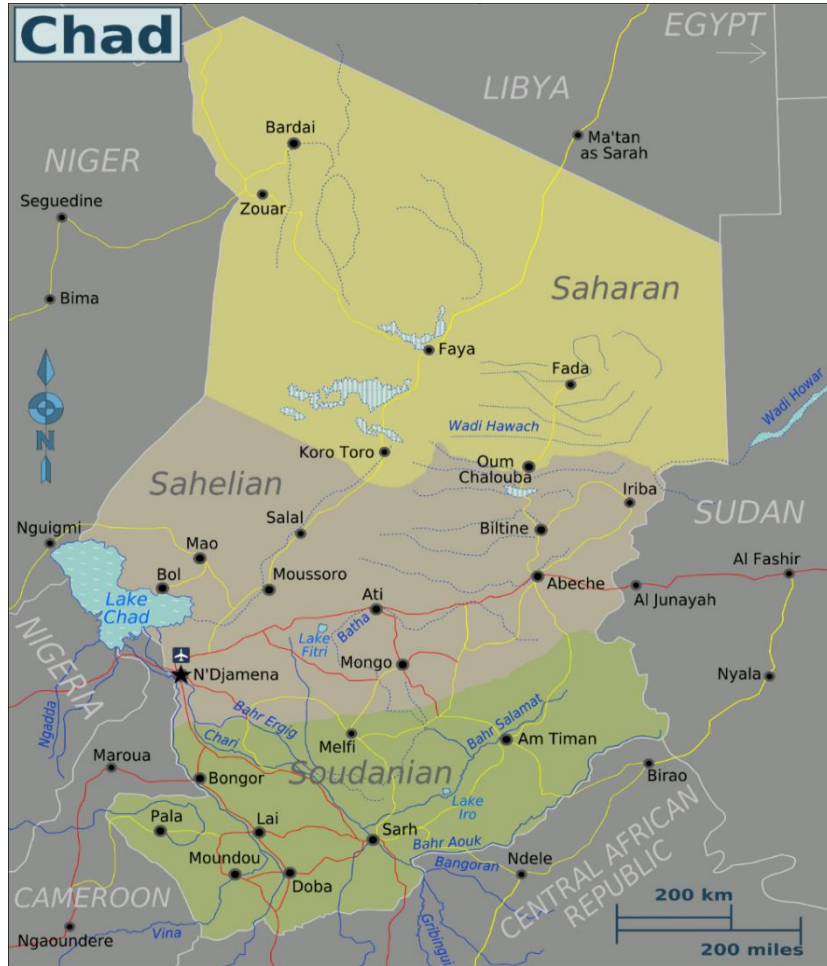 Chad
EGYPT
LIBYA
Bardai
Ma'tan
as Sarah
NIGER
Seguedine
Zouar
Bima
Saharan
Faya
Fada
Wadi Howar
N
Wadi Hawach
Koro Toro
Oum
Chalouba
Sahelian
Iriba
SUDAN
Salal
Nguigmi
Biltine
Mao
Al Fashir
Bol
Moussoro
Abeche
Al Junayah
Lake
Chad
Ati
Batha
Lake
Fitri
NIGERIA
Mongo
N'Djamena
Nyala
Ngadda
Bahr Ergig
Bahr Salamat
Chari
Melfi
Am Timan
Maroua
Soudanian
Birao
Bongor
Lake
Iro
Pala
Lai
Sarh
Bahr Aouk
CENTRAL AFRICAN
REPUBLIC
Moundou
Bangoran
Ndele
Doba
CAMEROON
200 km
Vina
Gribingui
Ngaoundere
200 miles